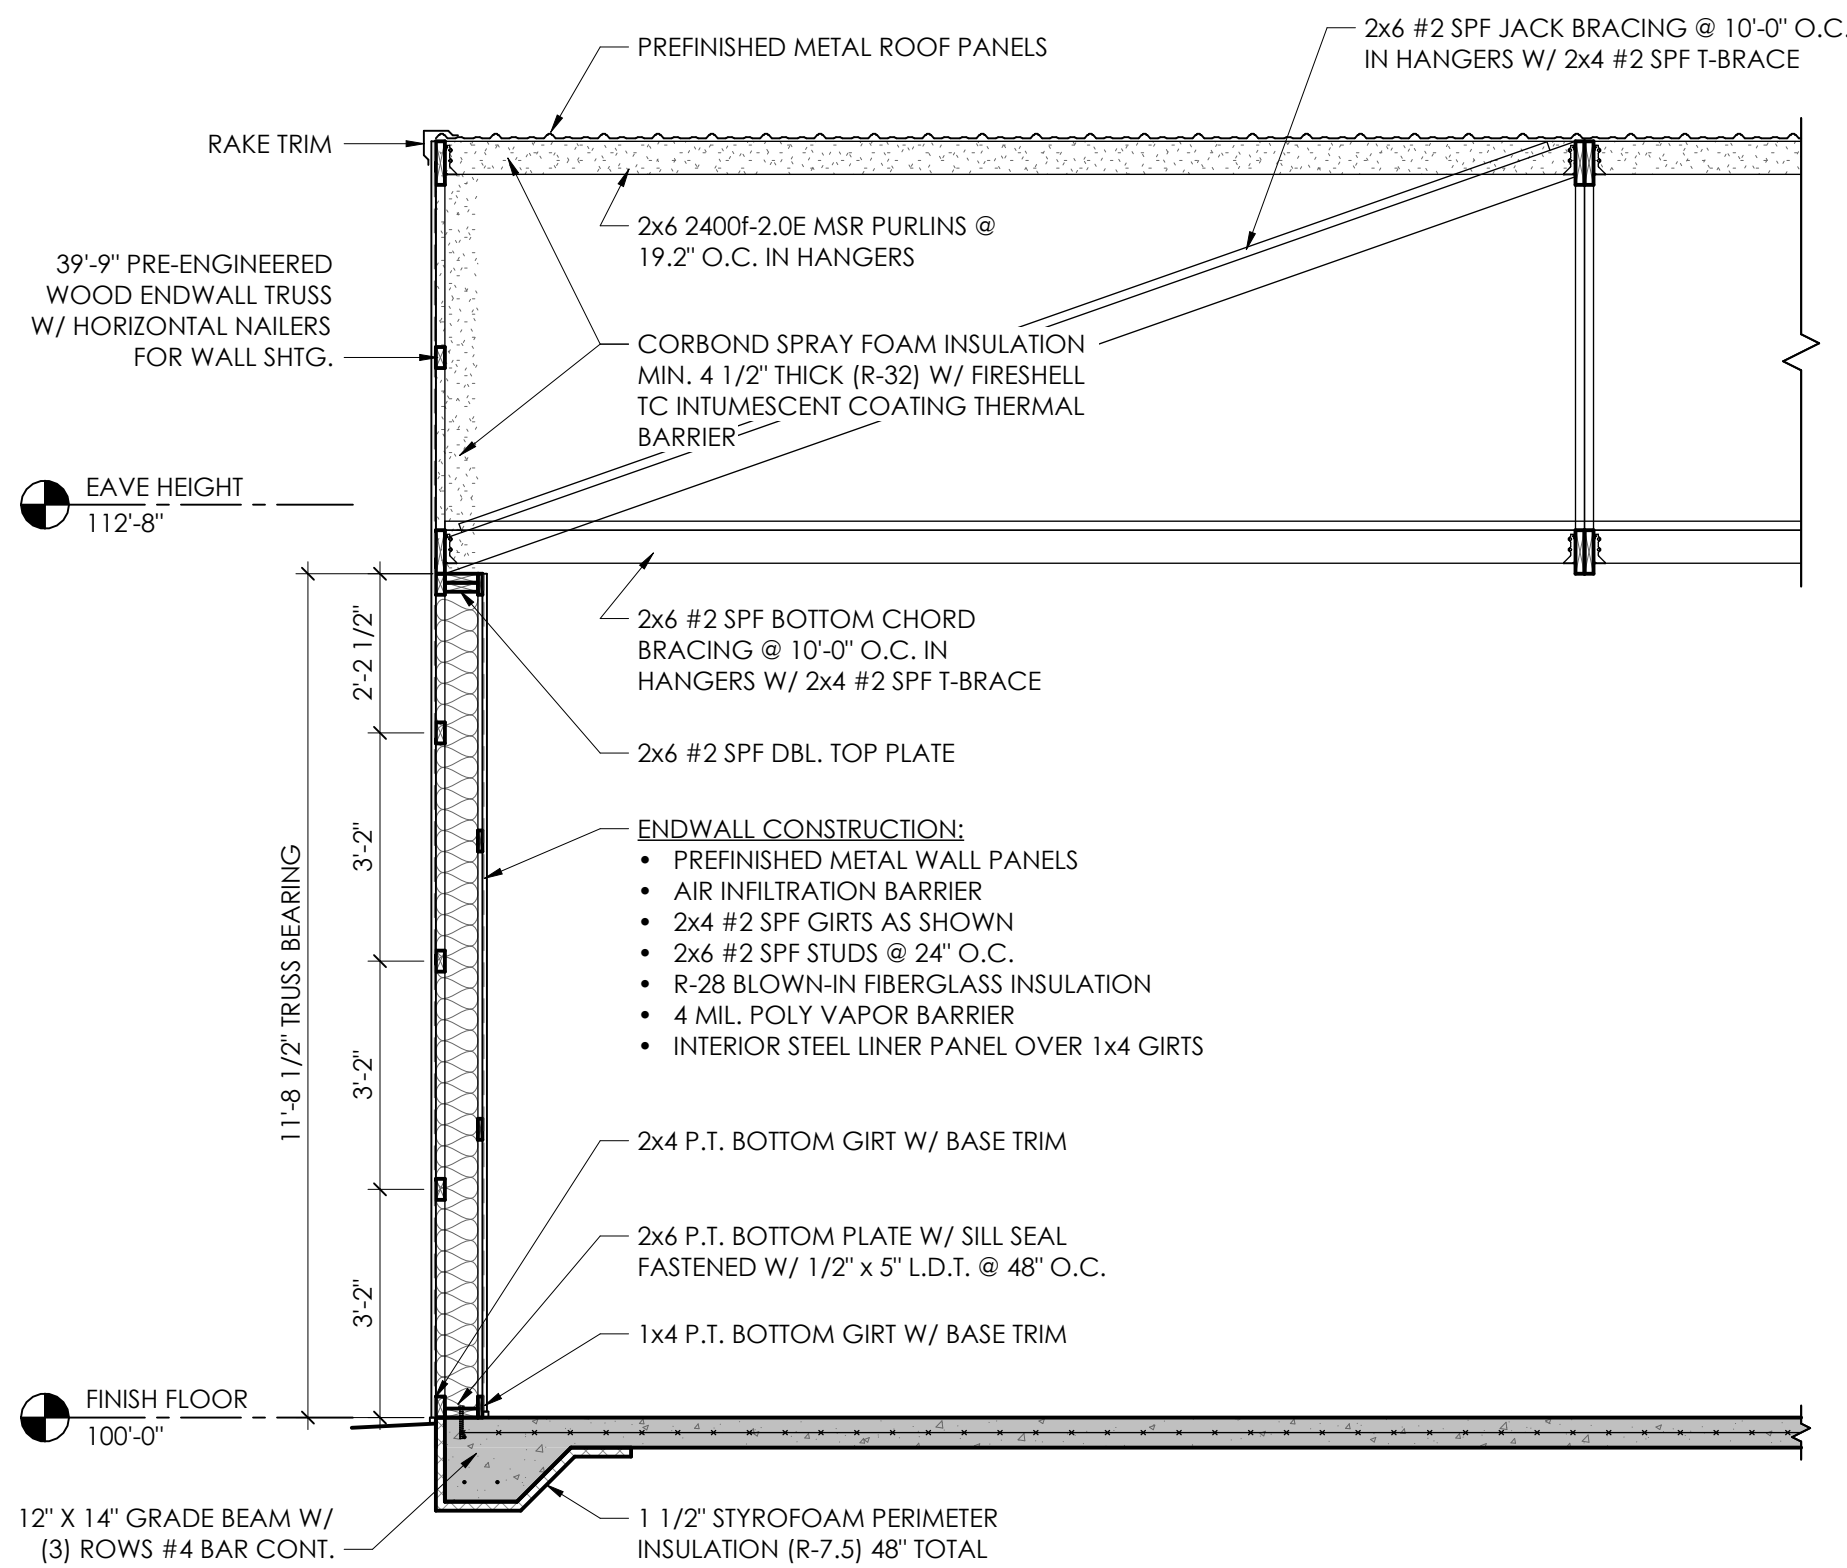 PREFINISHED METAL ROOF PANELS
2x6 #2 SPF JACK BRACING @ 10'-0" O.C.
IN HANGERS W/ 2x4 #2 SPF T-BRACE
RAKE TRIM
2x6 2400f-2.0E MSR PURLINS @
19.2" O.C. IN HANGERS
39'-9" PRE-ENGINEERED
WOOD ENDWALL TRUSS
W/ HORIZONTAL NAILERS
FOR WALL SHTG.
CORBOND SPRAY FOAM INSULATION
MIN. 4 1/2" THICK (R-32) W/ FIRESHELL
TC INTUMESCENT COATING THERMAL
BARRIER
EAVE HEIGHT
112'-8"
2x6 #2 SPF BOTTOM CHORD
BRACING @ 10'-0" O.C. IN
HANGERS W/ 2x4 #2 SPF T-BRACE
2x6 #2 SPF DBL. TOP PLATE
11'-8 1/2" TRUSS BEARING
2'-2 1/2"
3'-2"
3'-2"
3'-2"
ENDWALL CONSTRUCTION:
• PREFINISHED METAL WALL PANELS
• AIR INFILTRATION BARRIER
• 2x4 #2 SPF GIRTS AS SHOWN
• 2x6 #2 SPF STUDS @ 24" O.C.
• R-28 BLOWN-IN FIBERGLASS INSULATION
• 4 MIL. POLY VAPOR BARRIER
• INTERIOR STEEL LINER PANEL OVER 1x4 GIRTS
2x4 P.T. BOTTOM GIRT W/ BASE TRIM
2x6 P.T. BOTTOM PLATE W/ SILL SEAL
FASTENED W/ 1/2" x 5" L.D.T. @ 48" O.C.
1x4 P.T. BOTTOM GIRT W/ BASE TRIM
FINISH FLOOR
100'-0"
12" X 14" GRADE BEAM W/
(3) ROWS #4 BAR CONT.
1 1/2" STYROFOAM PERIMETER
INSULATION (R-7.5) 48" TOTAL